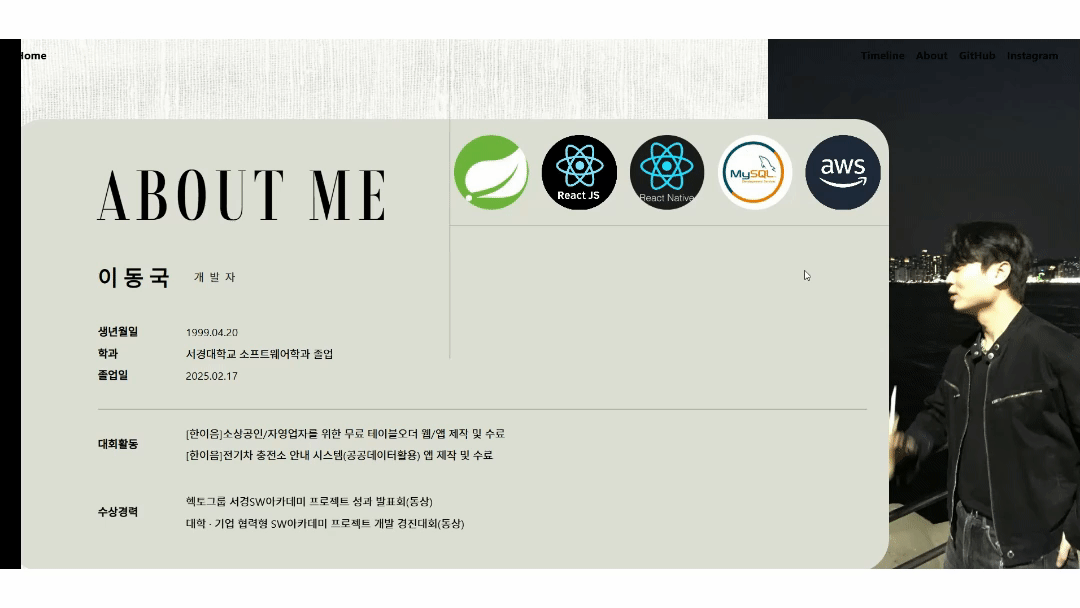 Home
Timeline About GitHub Instagram
ABOUT ME
React JS
React Native
MySQL
aws
이동국 개발자
생년월일 1999.04.20
학과 서경대학교 소프트웨어학과 졸업
졸업일 2025.02.17
대회활동
[한이음]소상공인/자영업자를 위한 무료 테이블오더 웹/앱 제작 및 수료
[한이음]전기차 충전소 안내 시스템(공공데이터활용) 앱 제작 및 수료
수상경력
헥토그룹 서경SW아카데미 프로젝트 성과 발표회(동상)
대학 · 기업 협력형 SW아카데미 프로젝트 개발 경진대회(동상)